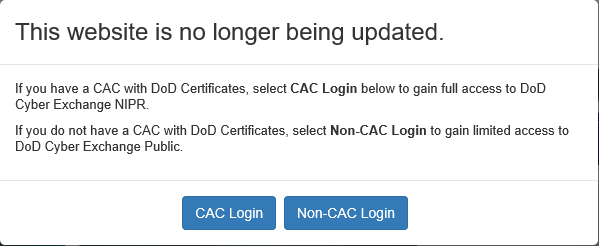 This website is no longer being updated.
If you have a CAC with DoD Certificates, select CAC Login below to gain full access to DoD
Cyber Exchange NIPR.
If you do not have a CAC with DoD Certificates, select Non-CAC Login to gain limited access to
DoD Cyber Exchange Public.
CAC Login Non-CAC Login